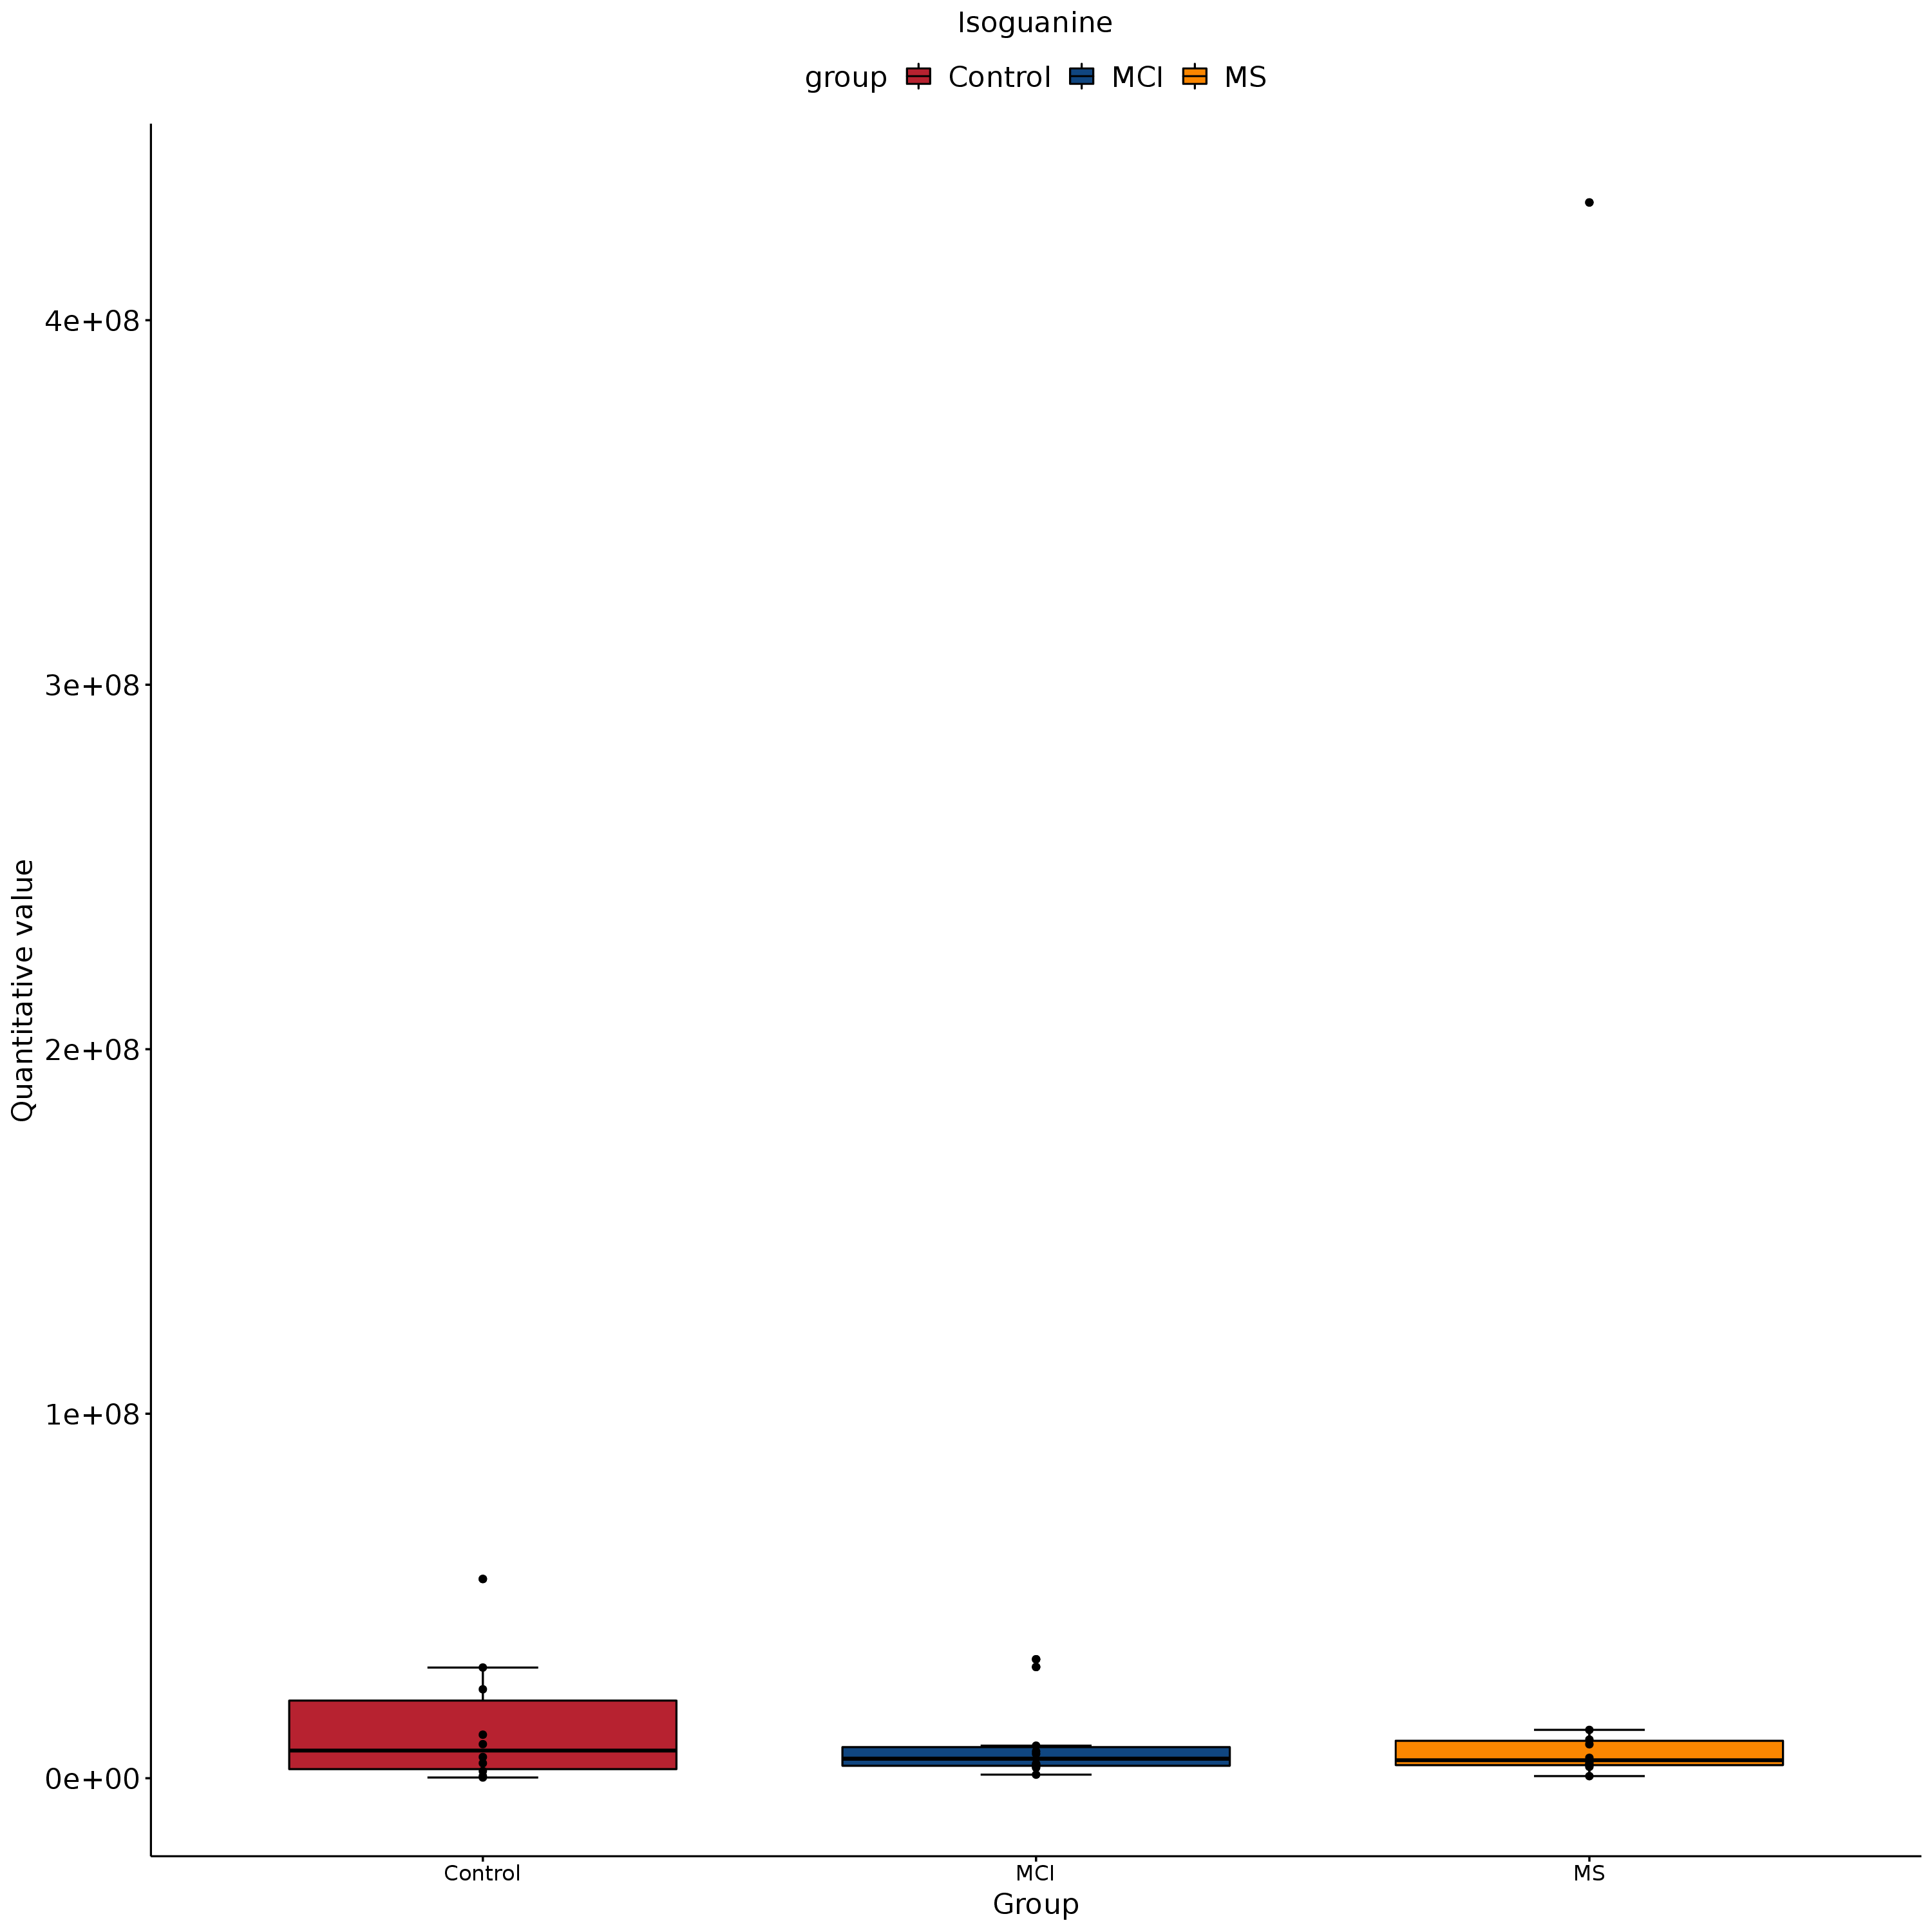 Isoguanine
group Control MCI MS
Quantitative value
4e+08
3e+08
2e+08
1e+08
0e+00
Control MCI MS
Group